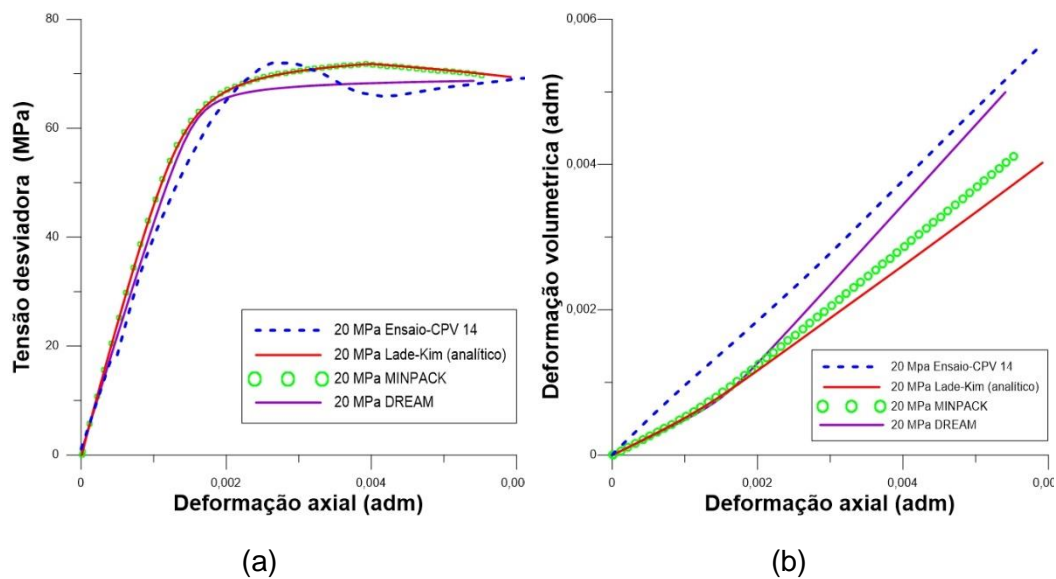 80
60
40
20
0
Tensão desviadora (MPa)
20 MPa Ensaio-CPV 14
20 MPa Lade-Kim (analítico)
20 MPa MINPACK
20 MPa DREAM
0
0,002
0,004
0,00
Deformação axial (adm)
(a)
0,006
0,004
0,002
0
Deformação volumetrica (adm)
20 Mpa Ensaio-CPV 14
20 MPa Lade-Kim (analítico)
20 MPa MINPACK
20 MPa DREAM
0
0,002
0,004
0,00
Deformação axial (adm)
(b)